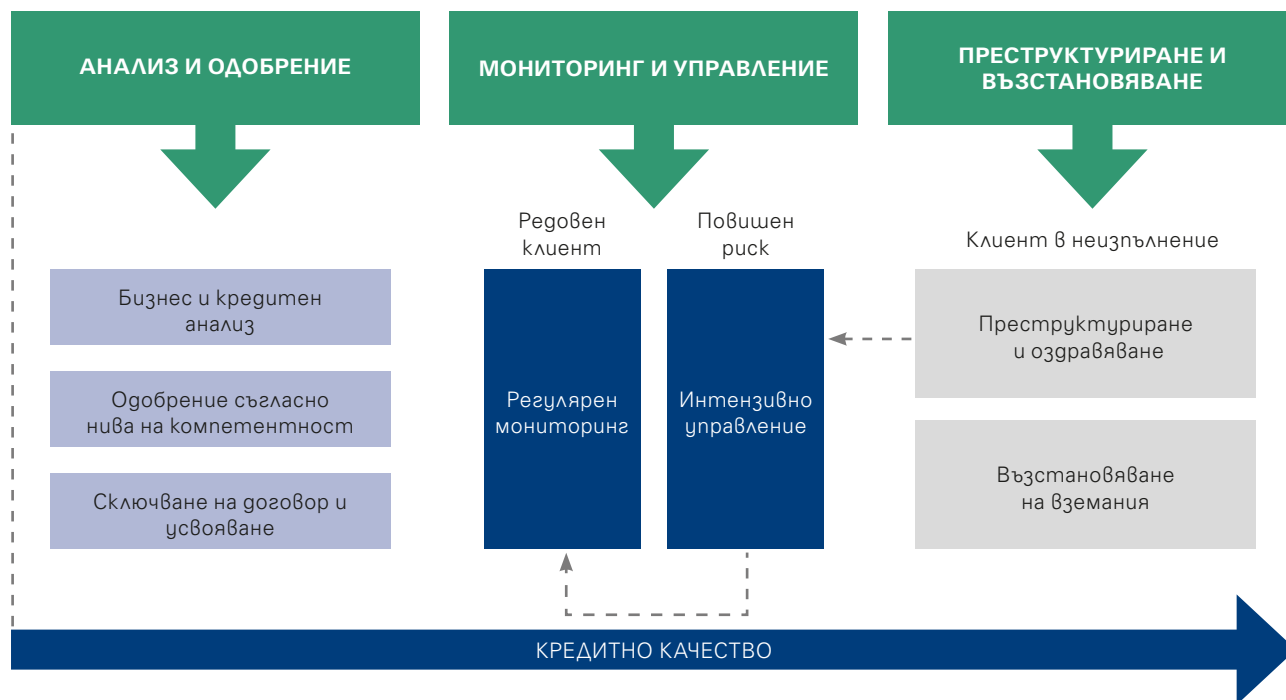 АНАЛИЗ И ОДОБРЕНИЕ
МОНИТОРИНГ И УПРАВЛЕНИЕ
ПРЕСТРУКТУРИРАНЕ И
ВЪЗСТАНОВЯВАНЕ
Бизнес и кредитен
анализ
Одобрение съгласно
нива на компетентност
Сключване на договор и
усвояване
Редовен
клиент
Регулярен
мониторинг
Повишен
риск
Интензивно
управление
Клиент в неизпълнение
Преструктуриране
и оздравяване
Възстановяване
на вземания
КРЕДИТНО КАЧЕСТВО